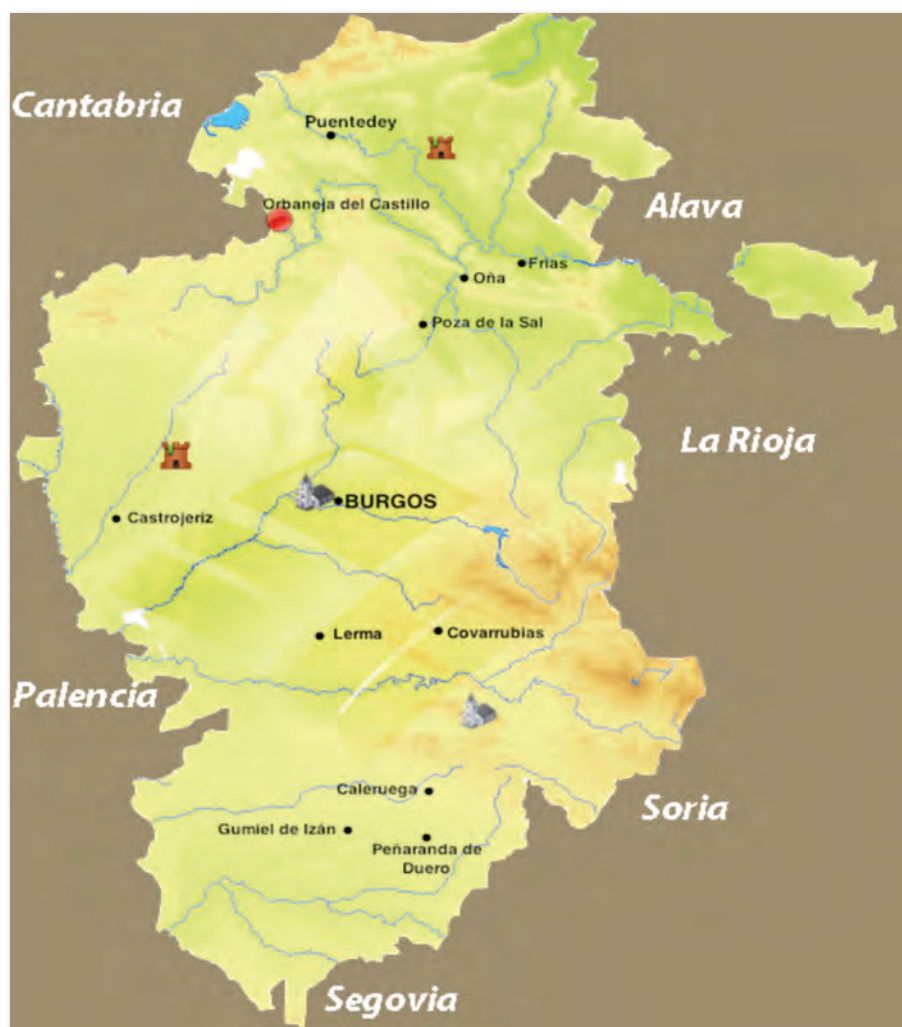 Cantabria
Puentedey
Alava
Orbaneja del Castillo
Frias
Oña
Poza de la Sal
La Rioja
BURGOS
Castrojeriz
Lerma
Covarrubias
Palencia
Caleruega
Soria
Gumiel de Izán
Peñaranda de
Duero
Segovia